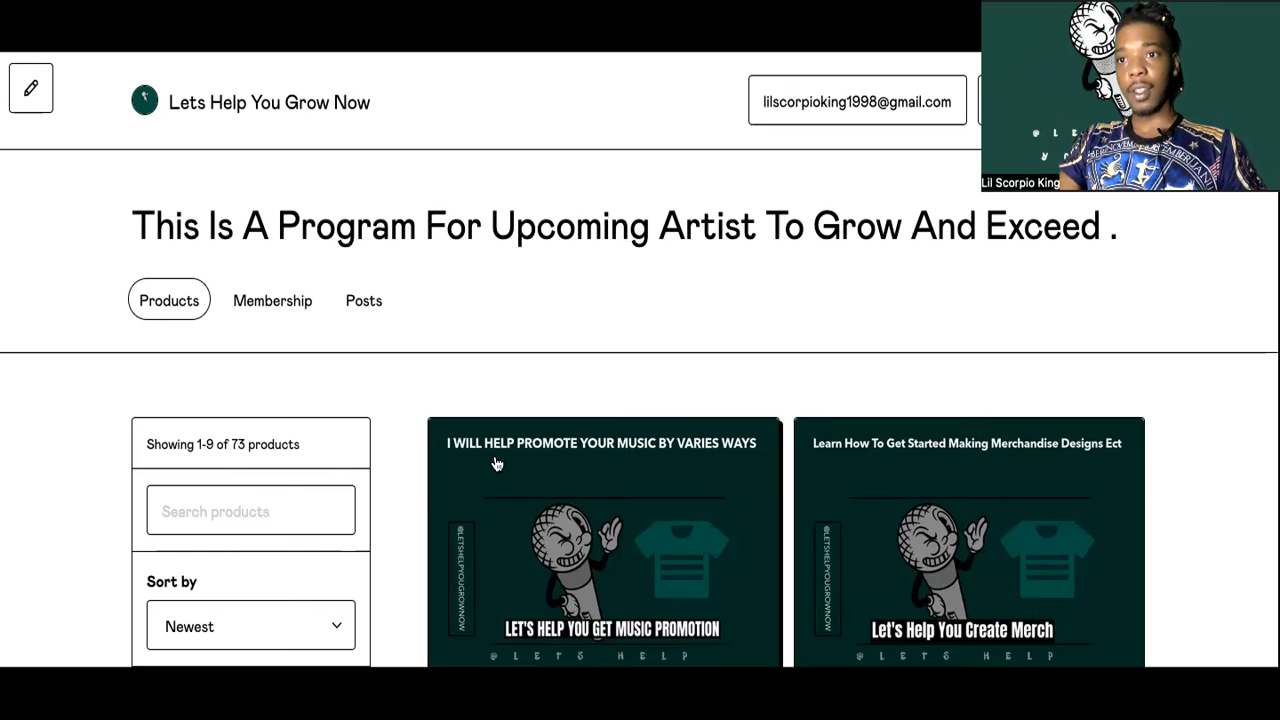 Lets Help You Grow Now
lilscorpioking1998@gmail.com
@ L E
Lil Scorpio King
This Is A Program For Upcoming Artist To Grow And Exceed .
Products
Membership
Posts
Showing 1-9 of 73 products
Search products
Sort by
Newest
I WILL HELP PROMOTE YOUR MUSIC BY VARIES WAYS
@LETSHELPYOUGROWNOW
LET'S HELP YOU GET MUSIC PROMOTION
@ L E T S H E L P
Learn How To Get Started Making Merchandise Designs Ect
@LETSHELPYOUGROWNOW
Let's Help You Create Merch
@ L E T S H E L P